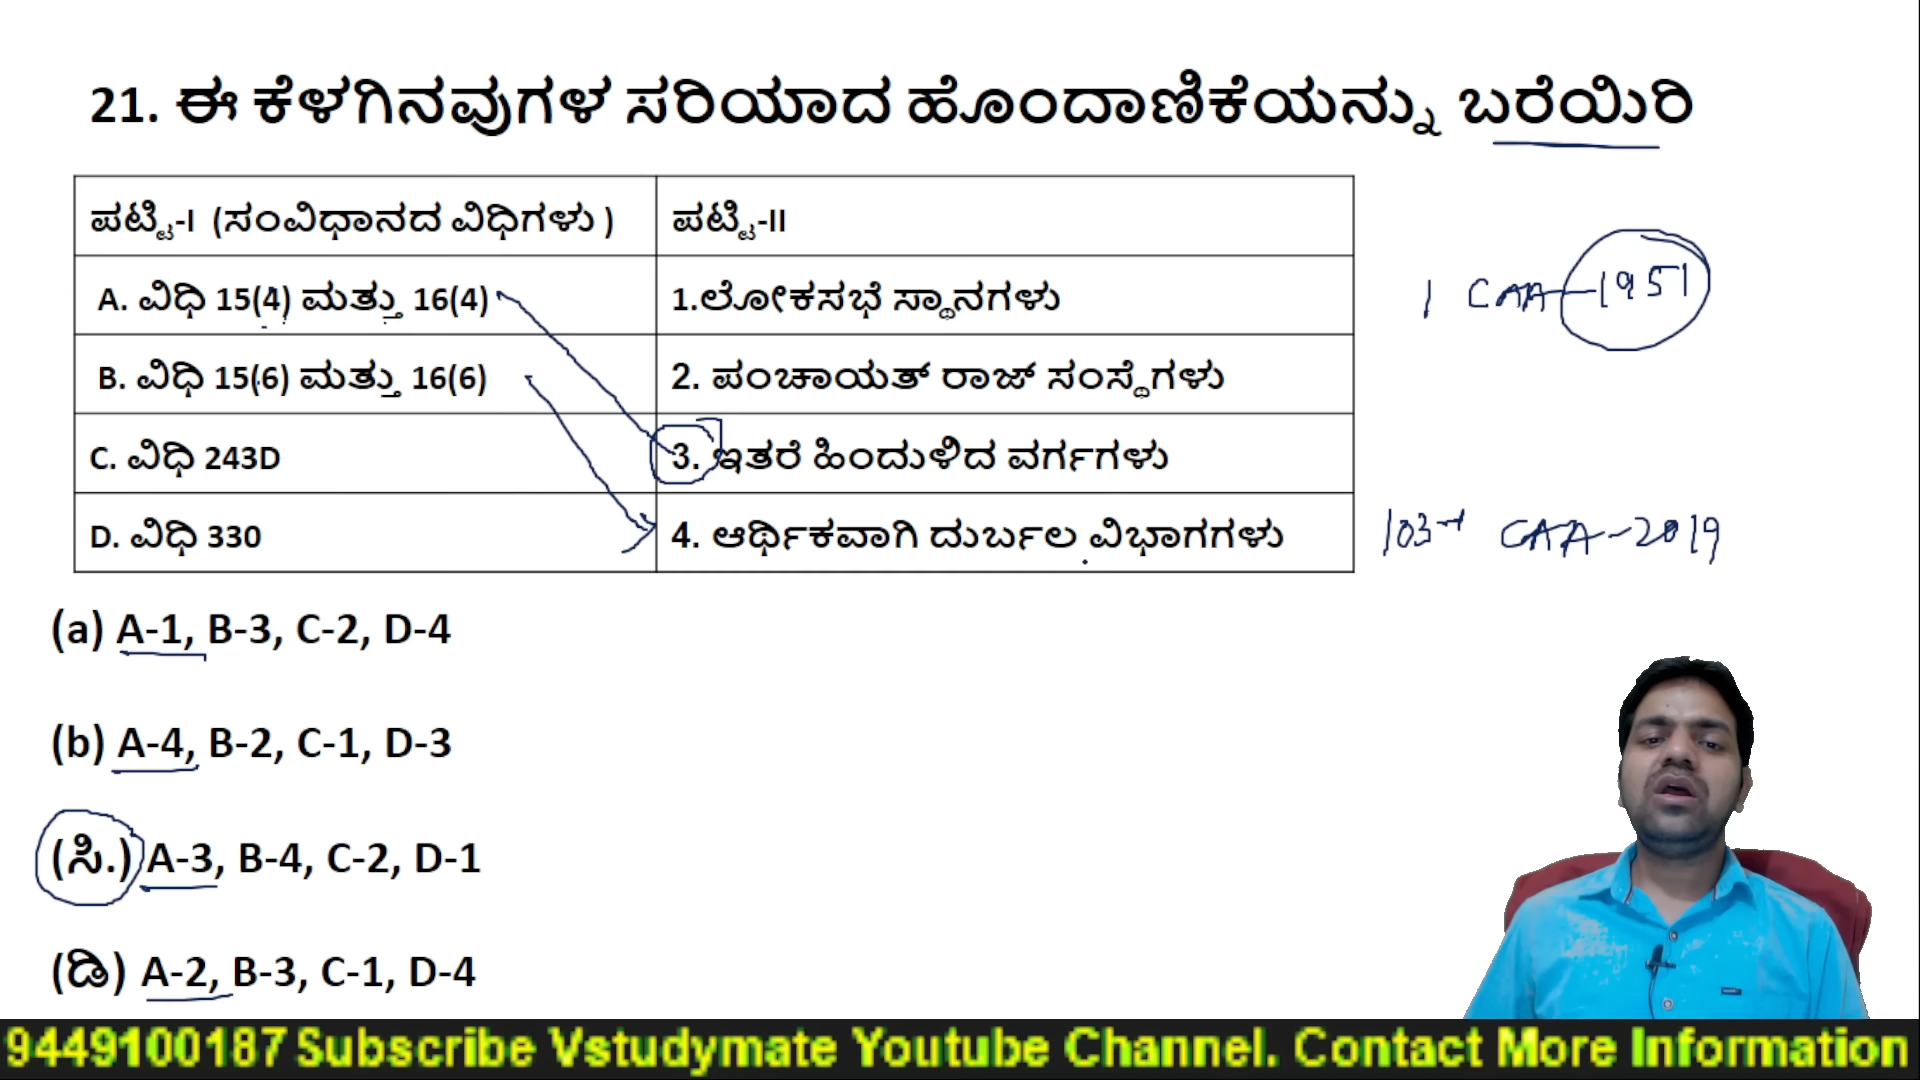 21. ಈ ಕೆಳಗಿನವುಗಳ ಸರಿಯಾದ ಹೊಂದಾಣಿಕೆಯನ್ನು ಬರೆಯಿರಿ
ಪಟ್ಟಿ-I (ಸಂವಿಧಾನದ ವಿಧಿಗಳು ) ಪಟ್ಟಿ-II
A. ವಿಧಿ 15(4) ಮತ್ತು 16(4) 1.ಲೋಕಸಭೆ ಸ್ಥಾನಗಳು 1 CAA-1951
B. ವಿಧಿ 15(6) ಮತ್ತು 16(6) 2. ಪಂಚಾಯತ್ ರಾಜ್ ಸಂಸ್ಥೆಗಳು
C. ವಿಧಿ 243D 3. ಇತರೆ ಹಿಂದುಳಿದ ವರ್ಗಗಳು
D. ವಿಧಿ 330 4. ಆರ್ಥಿಕವಾಗಿ ದುರ್ಬಲ ವಿಭಾಗಗಳು 103rd CAA-2019
(a) A-1, B-3, C-2, D-4
(b) A-4, B-2, C-1, D-3
(ಸಿ.) A-3, B-4, C-2, D-1
(ಡಿ) A-2, B-3, C-1, D-4
9449100187 Subscribe Vstudymate Youtube Channel. Contact More Information